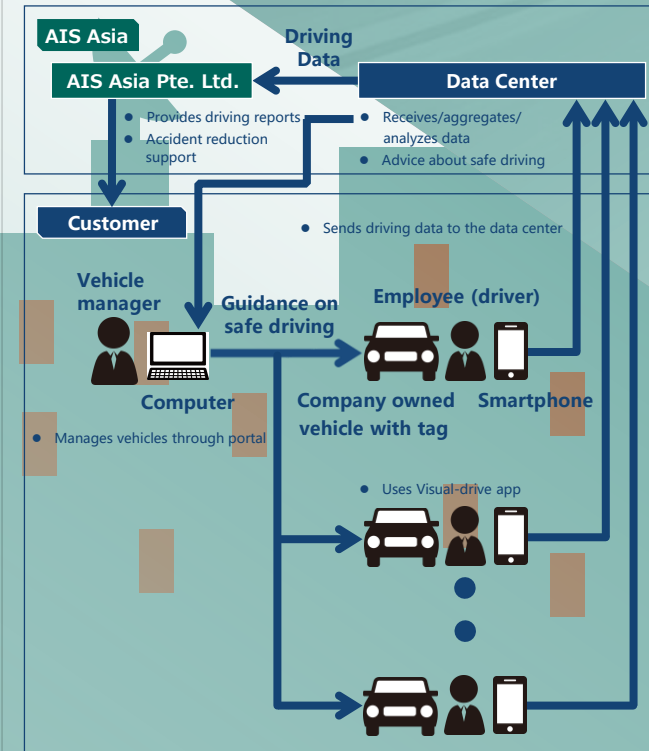 AIS Asia
Driving
Data
AIS Asia Pte. Ltd.
Data Center
● Provides driving reports
● Accident reduction
support
● Receives/aggregates/
analyzes data
● Advice about safe driving
Customer
● Sends driving data to the data center
Vehicle
manager
Guidance on
safe driving
Employee (driver)
Computer
Company owned
vehicle with tag
Smartphone
● Manages vehicles through portal
● Uses Visual-drive app